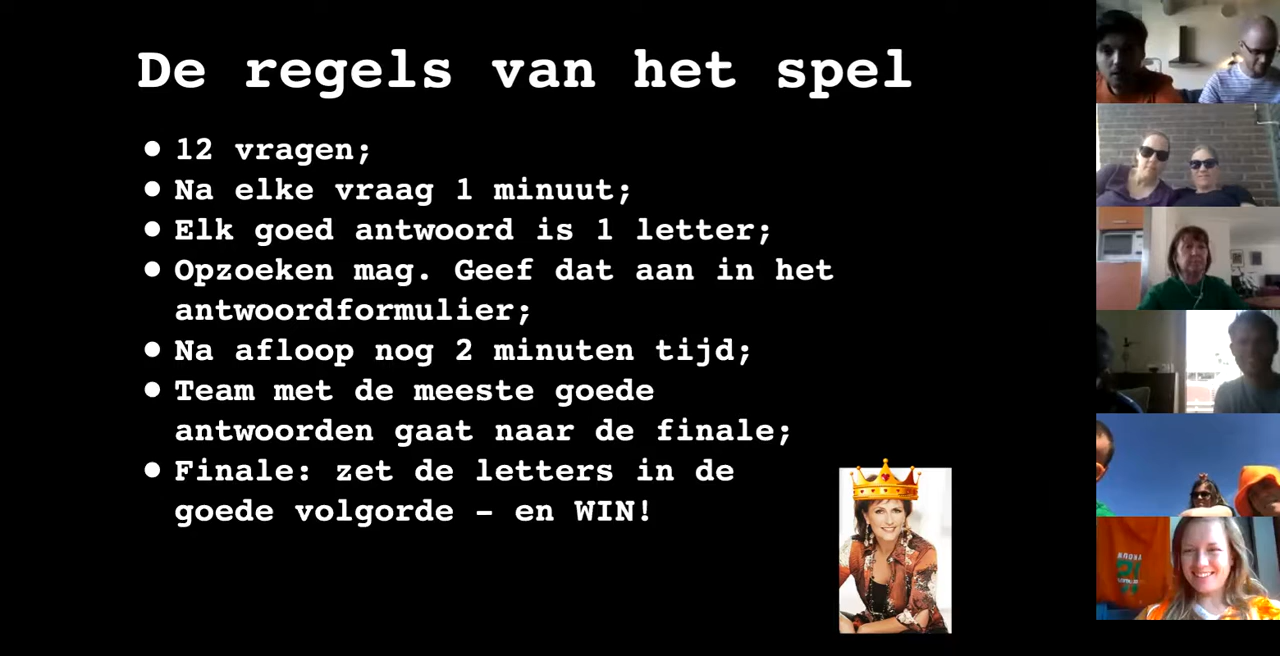 De regels van het spel
● 12 vragen;
● Na elke vraag 1 minuut;
● Elk goed antwoord is 1 letter;
● Opzoeken mag. Geef dat aan in het
antwoordformulier;
● Na afloop nog 2 minuten tijd;
● Team met de meeste goede
antwoorden gaat naar de finale;
● Finale: zet de letters in de
goede volgorde – en WIN!